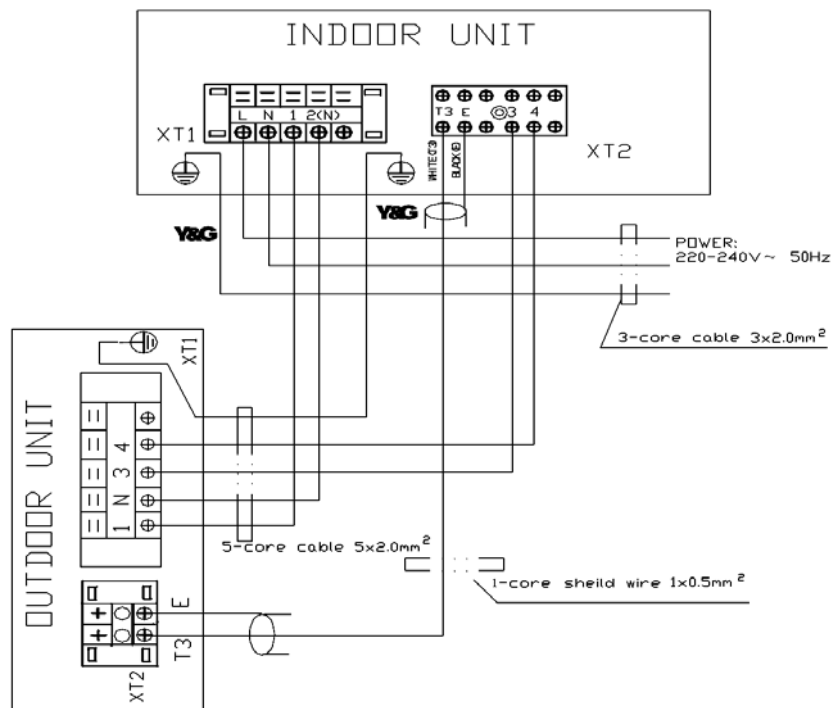 INDOOR UNIT
L N 1 2(N)
XT1
T3 E 3 4
XT2
WHITE(T3)
BLACK(E)
Y&G
Y&G
POWER:
220-240V~ 50Hz
3-core cable 3x2.0mm²
OUTDOOR UNIT
XT1
1 N 3 4
5-core cable 5x2.0mm²
1-core sheild wire 1x0.5mm²
E
T3
XT2